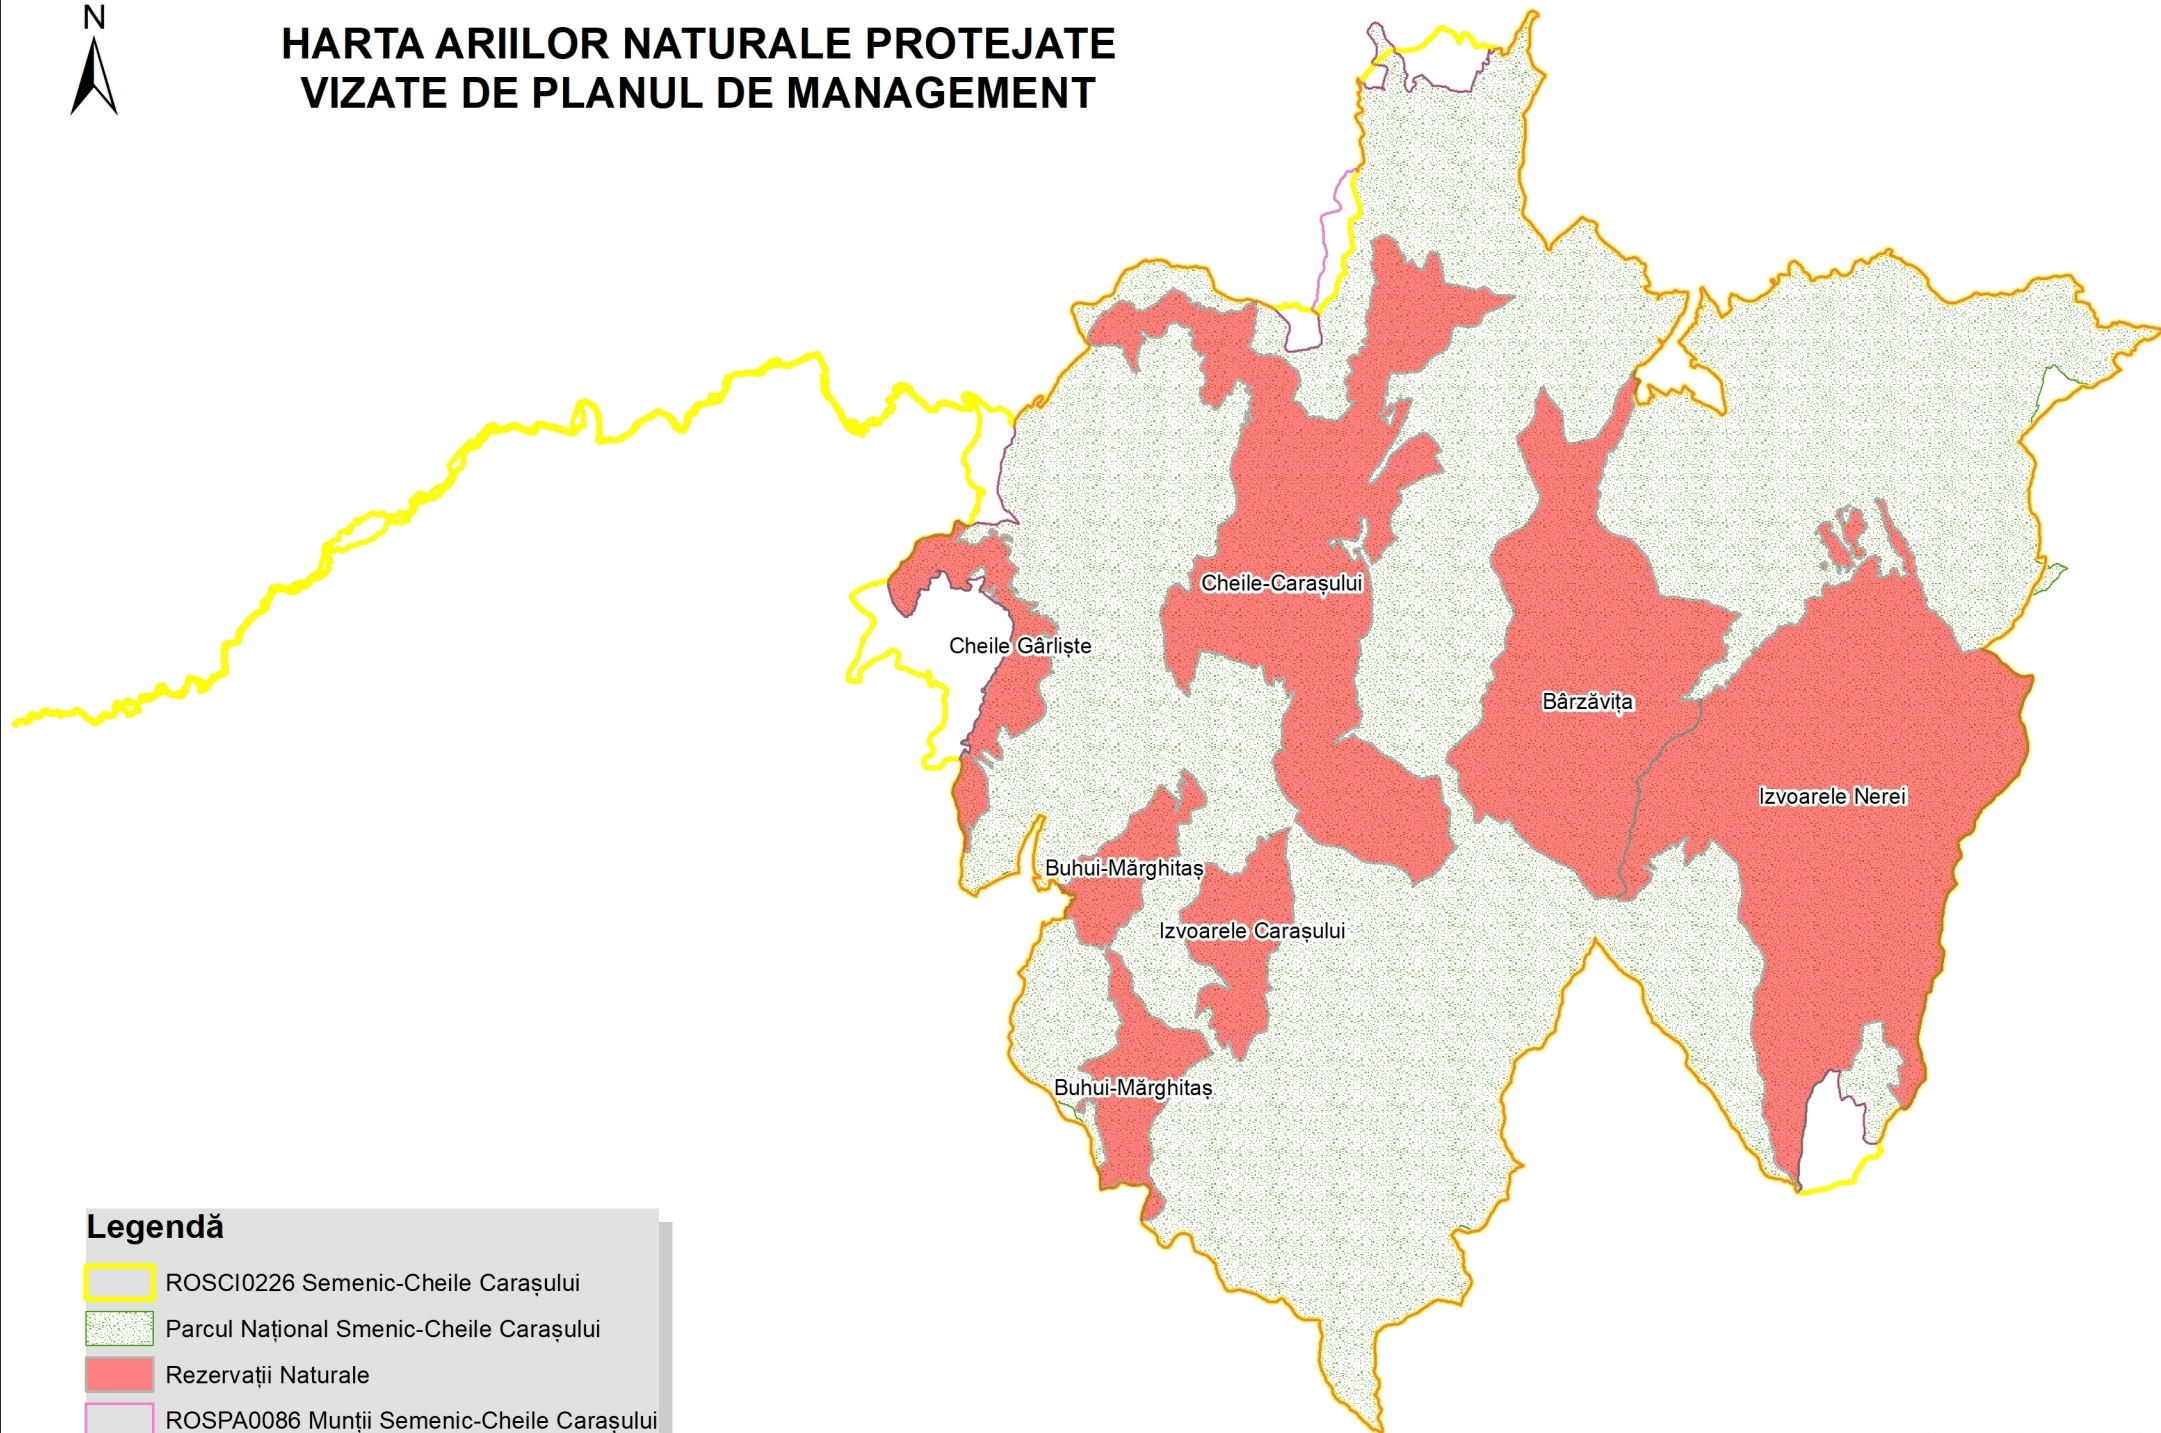 N
HARTA ARIILOR NATURALE PROTEJATE
VIZATE DE PLANUL DE MANAGEMENT
Cheile-Carașului
Cheile Gârliște
Bârzăvița
Izvoarele Nerei
Buhui-Mărghitaș
Izvoarele Carașului
Buhui-Mărghitaș
Legendă
ROSCI0226 Semenic-Cheile Carașului
Parcul Național Smenic-Cheile Carașului
Rezervații Naturale
ROSPA0086 Munții Semenic-Cheile Carașului